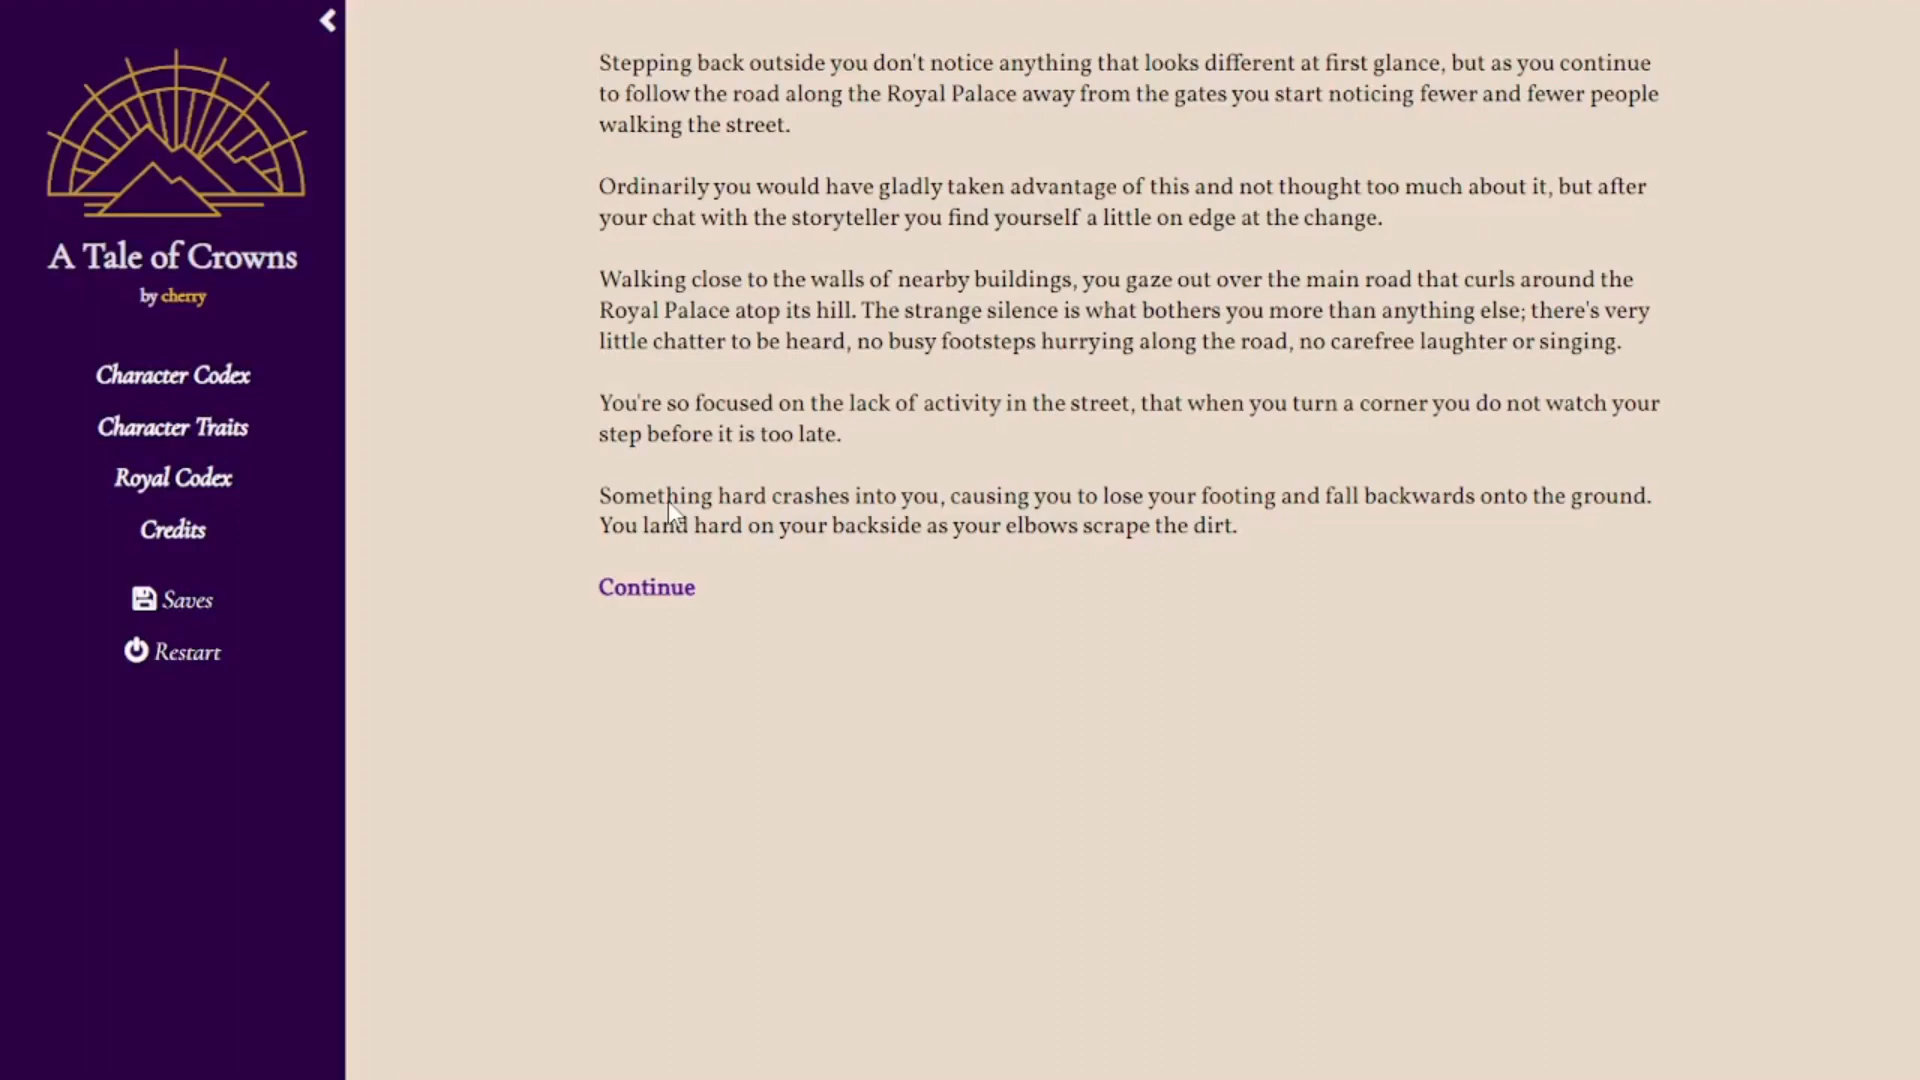 A Tale of Crowns
by cherry
Character Codex
Character Traits
Royal Codex
Credits
Saves
Restart
Stepping back outside you don't notice anything that looks different at first glance, but as you continue
to follow the road along the Royal Palace away from the gates you start noticing fewer and fewer people
walking the street.
Ordinarily you would have gladly taken advantage of this and not thought too much about it, but after
your chat with the storyteller you find yourself a little on edge at the change.
Walking close to the walls of nearby buildings, you gaze out over the main road that curls around the
Royal Palace atop its hill. The strange silence is what bothers you more than anything else; there's very
little chatter to be heard, no busy footsteps hurrying along the road, no carefree laughter or singing.
You're so focused on the lack of activity in the street, that when you turn a corner you do not watch your
step before it is too late.
Something hard crashes into you, causing you to lose your footing and fall backwards onto the ground.
You land hard on your backside as your elbows scrape the dirt.
Continue